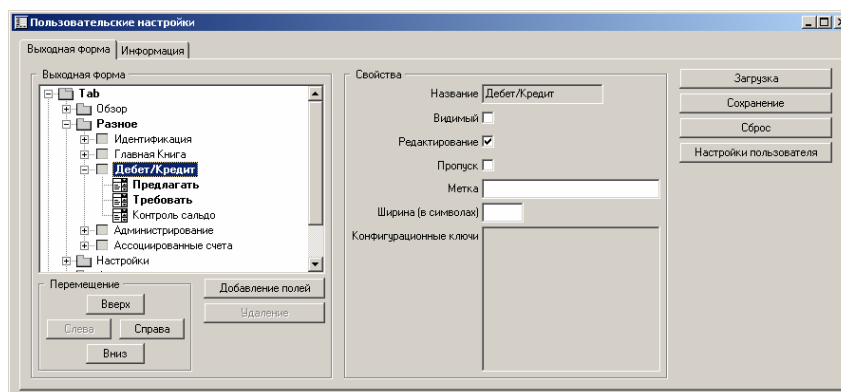 Пользовательские настройки
Выходная форма
Информация
Выходная форма
Tab
Обзор
Разное
Идентификация
Главная Книга
Дебет/Кредит
Предлагать
Требовать
Контроль сальдо
Администрирование
Ассоциированные счета
Настройки
Перемещение
Вверх
Слева
Справа
Вниз
Добавление полей
Удаление
Свойства
Название Дебет/Кредит
Видимый
Редактирование
Пропуск
Метка
Ширина (в символах)
Конфигурационные ключи
Загрузка
Сохранение
Сброс
Настройки пользователя